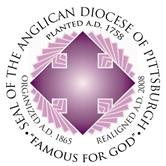 SEAL OF THE ANGLICAN DIOCESE OF PITTSBURGH
PLANTED A.D. 1758
ORGANIZED A.D. 1865
REALIGNED A.D. 2008
• FAMOUS FOR GOD •